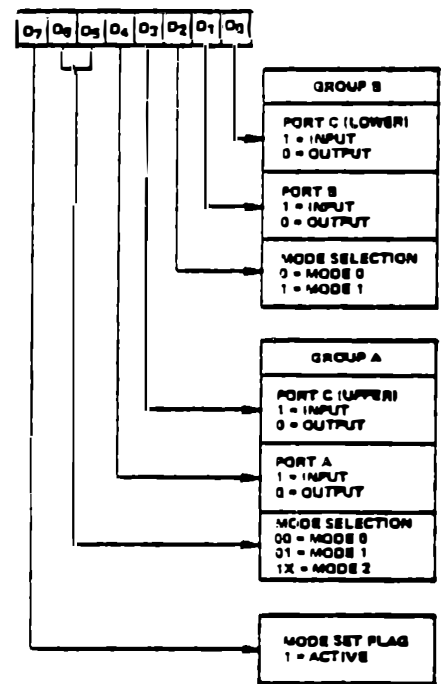 D7 D6 D5 D4 D3 D2 D1 D0
GROUP B
PORT C (LOWER)
1 = INPUT
0 = OUTPUT
PORT B
1 = INPUT
0 = OUTPUT
MODE SELECTION
0 = MODE 0
1 = MODE 1
GROUP A
PORT C (UPPER)
1 = INPUT
0 = OUTPUT
PORT A
1 = INPUT
0 = OUTPUT
MODE SELECTION
00 = MODE 0
01 = MODE 1
1X = MODE 2
MODE SET FLAG
1 = ACTIVE